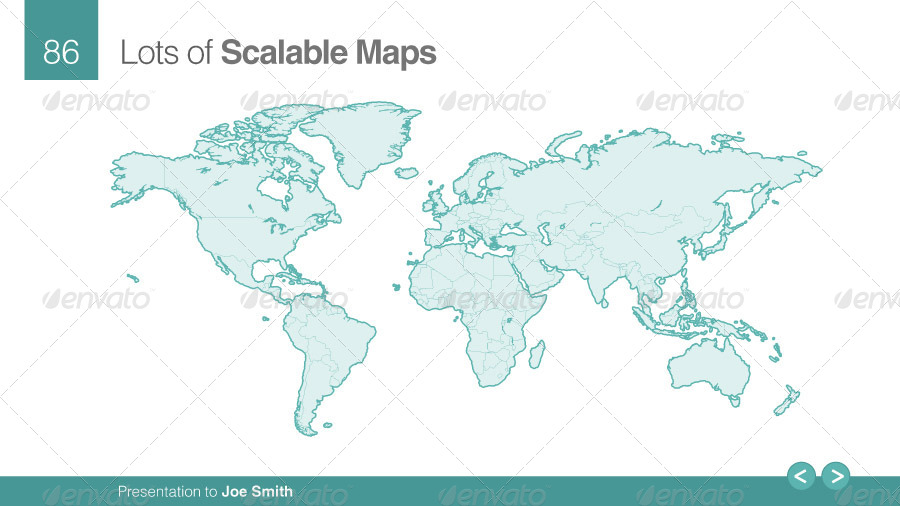 86
Lots of Scalable Maps
envato envato envato envato envato
envato envato envato envato envato
Presentation to Joe Smith
< >
envato envato envato envato envato